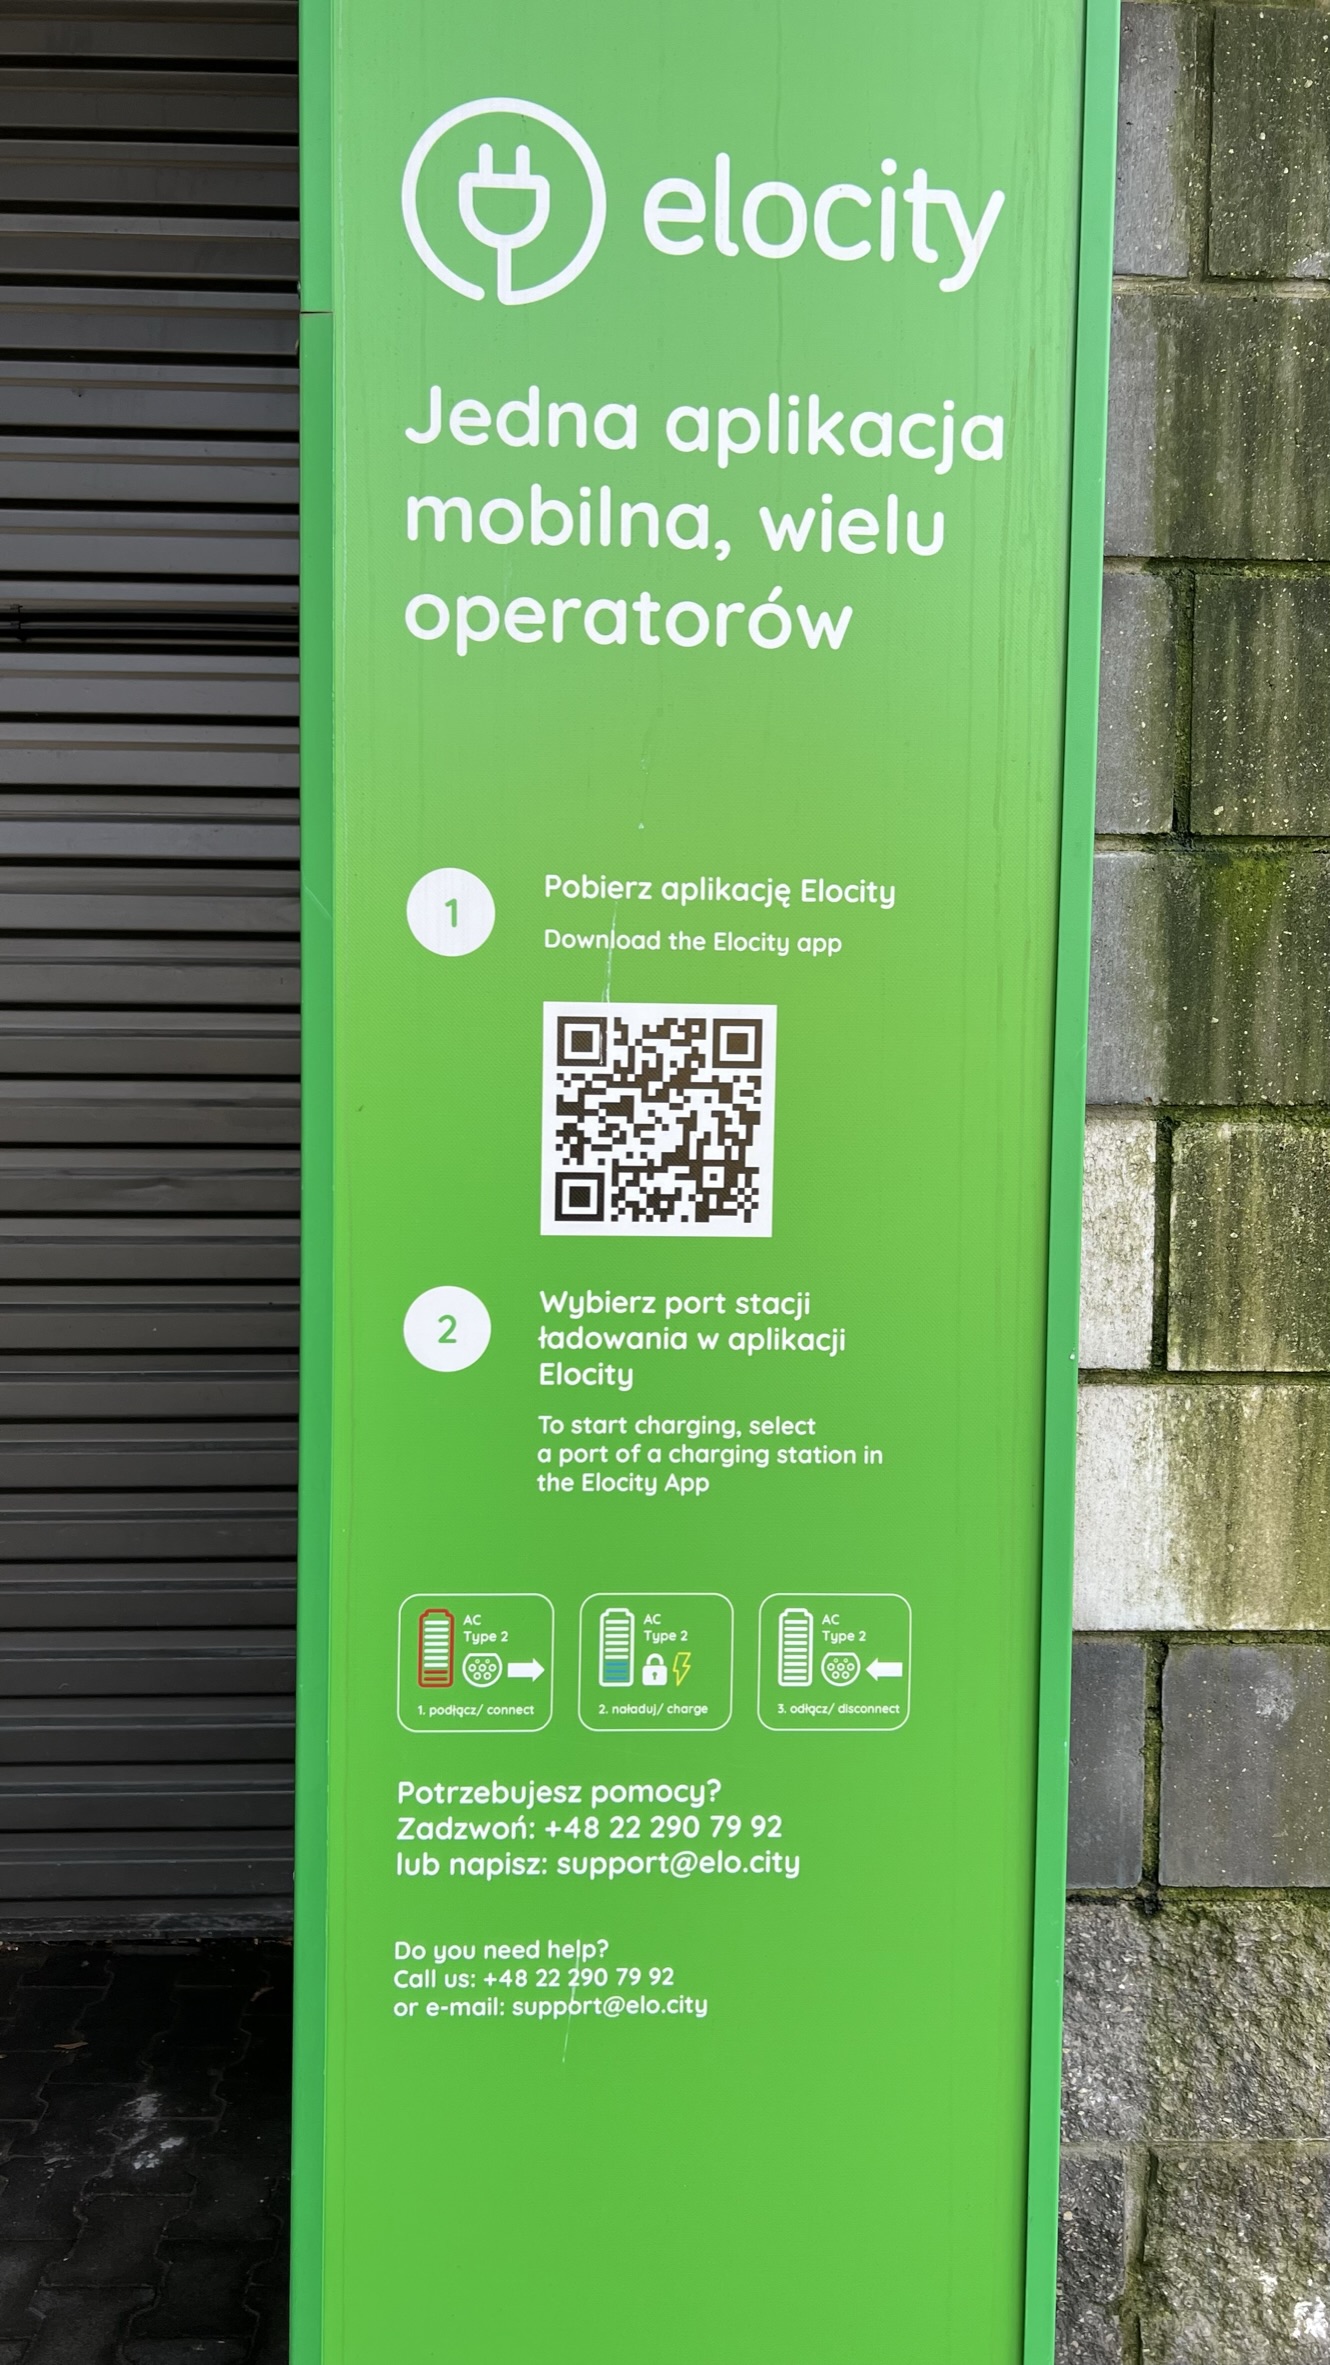 elocity
Jedna aplikacja
mobilna, wielu
operatorów
1
Pobierz aplikację Elocity
Download the Elocity app
2
Wybierz port stacji
ładowania w aplikacji
Elocity
To start charging, select
a port of a charging station in
the Elocity App
AC
Type 2
1. podłącz/ connect
AC
Type 2
2. naładuj/ charge
AC
Type 2
3. odłącz/ disconnect
Potrzebujesz pomocy?
Zadzwoń: +48 22 290 79 92
lub napisz: support@elo.city
Do you need help?
Call us: +48 22 290 79 92
or e-mail: support@elo.city